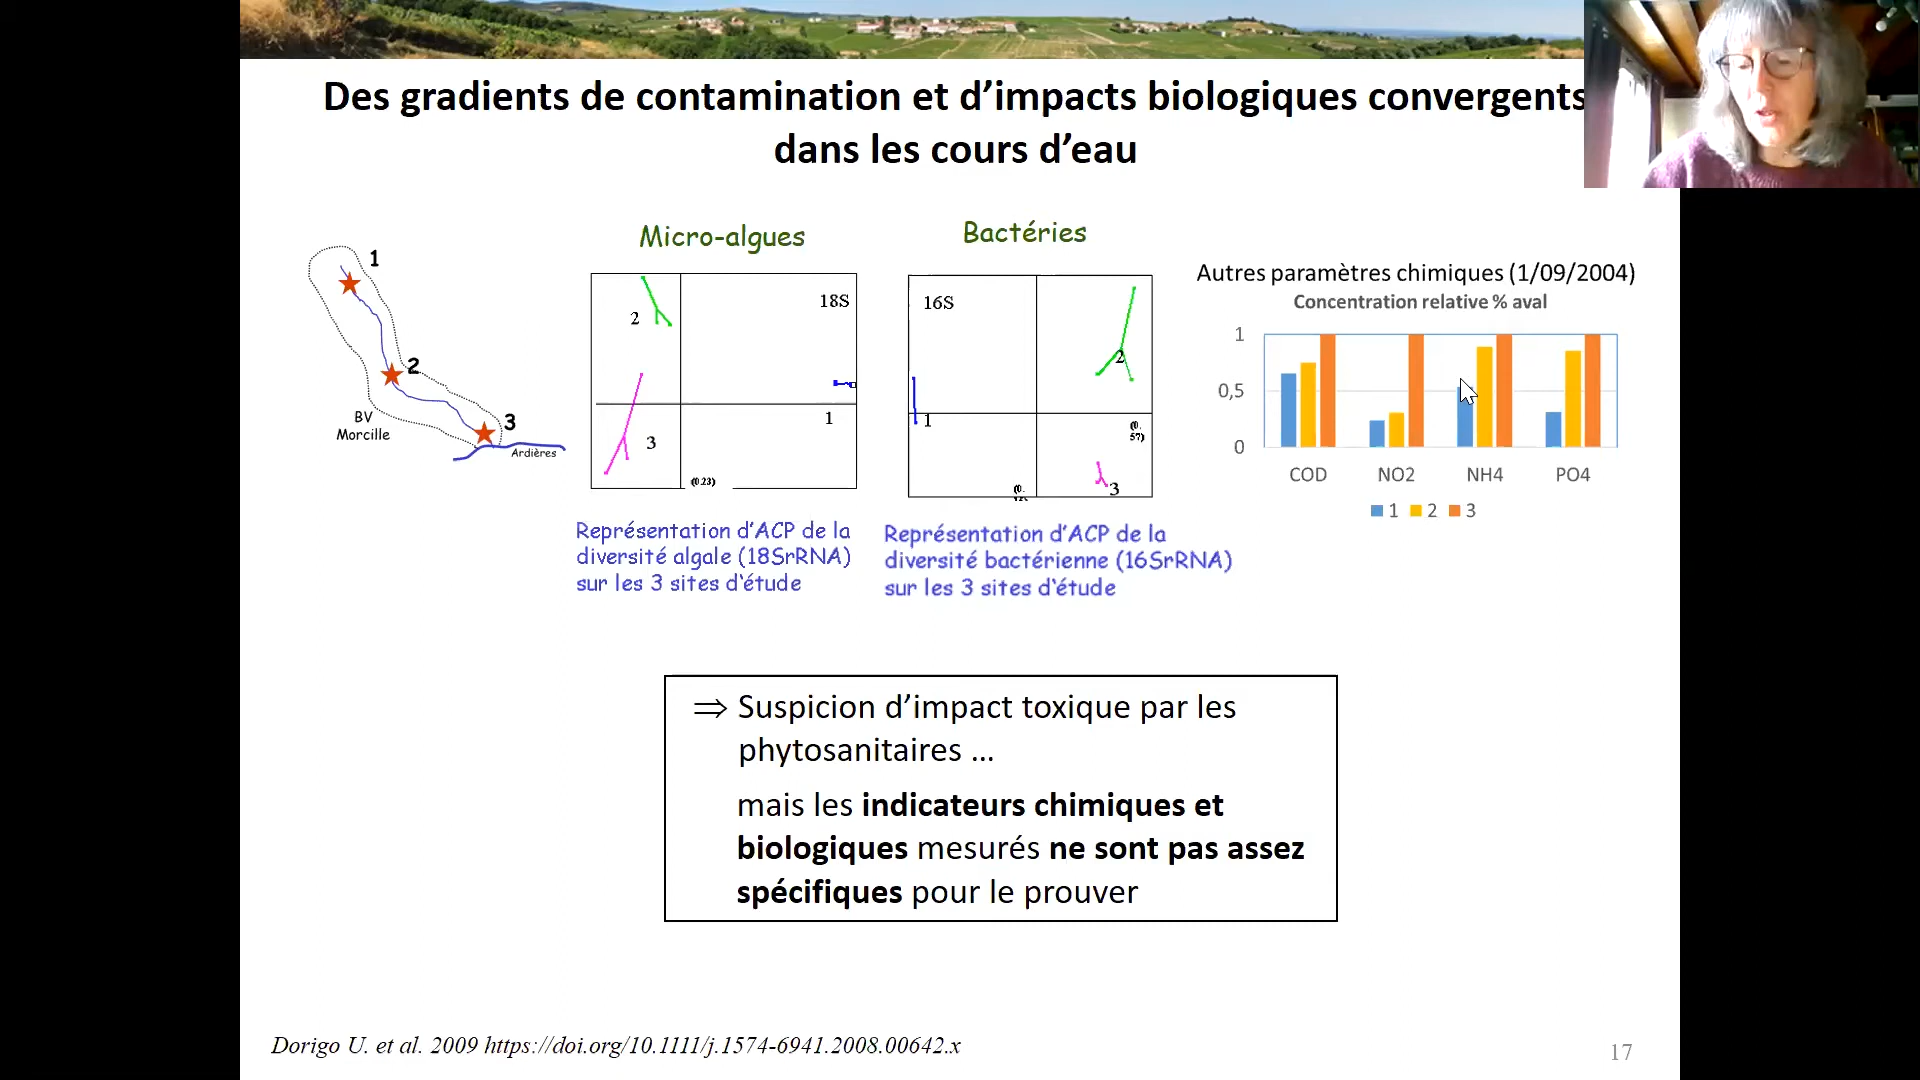 Des gradients de contamination et d’impacts biologiques convergents
dans les cours d’eau
1
2
3
BV
Morcille
Ardières
Micro-algues
18S
2
1
3
(0.23)
Représentation d’ACP de la
diversité algale (18SrRNA)
sur les 3 sites d’étude
Bactéries
16S
2
1
(0.
57)
3
(0.
Représentation d’ACP de la
diversité bactérienne (16SrRNA)
sur les 3 sites d’étude
Autres paramètres chimiques (1/09/2004)
Concentration relative % aval
1
0,5
0
COD NO2 NH4 PO4
1 2 3
⇒ Suspicion d’impact toxique par les
phytosanitaires ...
mais les indicateurs chimiques et
biologiques mesurés ne sont pas assez
spécifiques pour le prouver
Dorigo U. et al. 2009 https://doi.org/10.1111/j.1574-6941.2008.00642.x
17